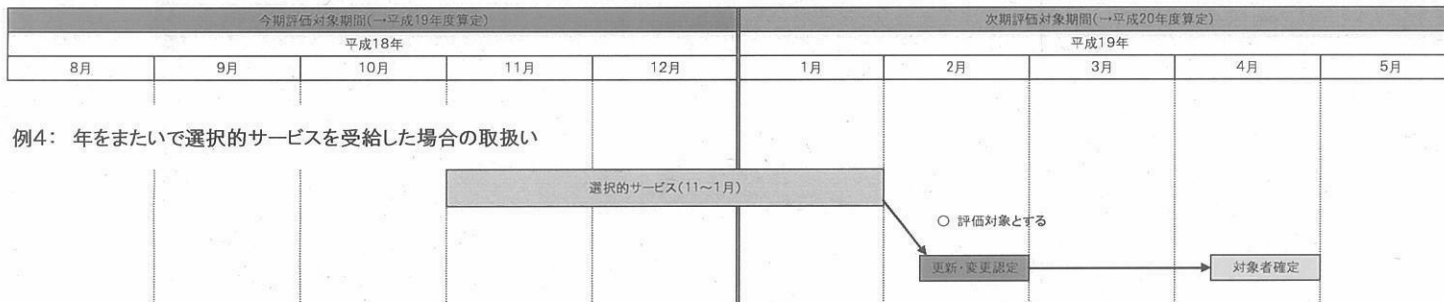 今期評価対象期間(→平成19年度算定) 次期評価対象期間(→平成20年度算定)
平成18年 平成19年
8月 9月 10月 11月 12月 1月 2月 3月 4月 5月
例4： 年をまたいで選択的サービスを受給した場合の取扱い
選択的サービス(11～1月)
○ 評価対象とする
更新・変更認定 対象者確定